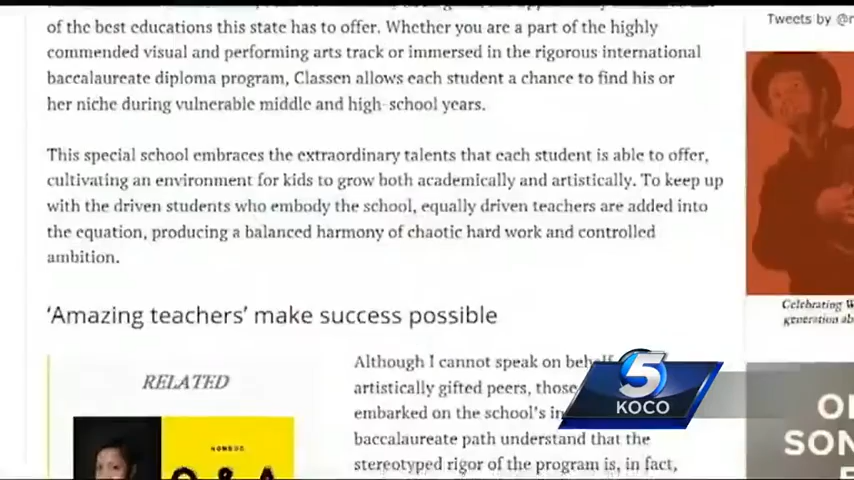 of the best educations this state has to offer. Whether you are a part of the highly
commended visual and performing arts track or immersed in the rigorous international
baccalaureate diploma program, Classen allows each student a chance to find his or
her niche during vulnerable middle and high-school years.
This special school embraces the extraordinary talents that each student is able to offer,
cultivating an environment for kids to grow both academically and artistically. To keep up
with the driven students who embody the school, equally driven teachers are added into
the equation, producing a balanced harmony of chaotic hard work and controlled
ambition.
‘Amazing teachers’ make success possible
RELATED
NONDOC
Q & A
Although I cannot speak on behalf
artistically gifted peers, those
embarked on the school's in
baccalaureate path understand that the
stereotyped rigor of the program is, in fact,
5
KOCO
Tweets by @n
Celebrating W
generation ab
OK
SON